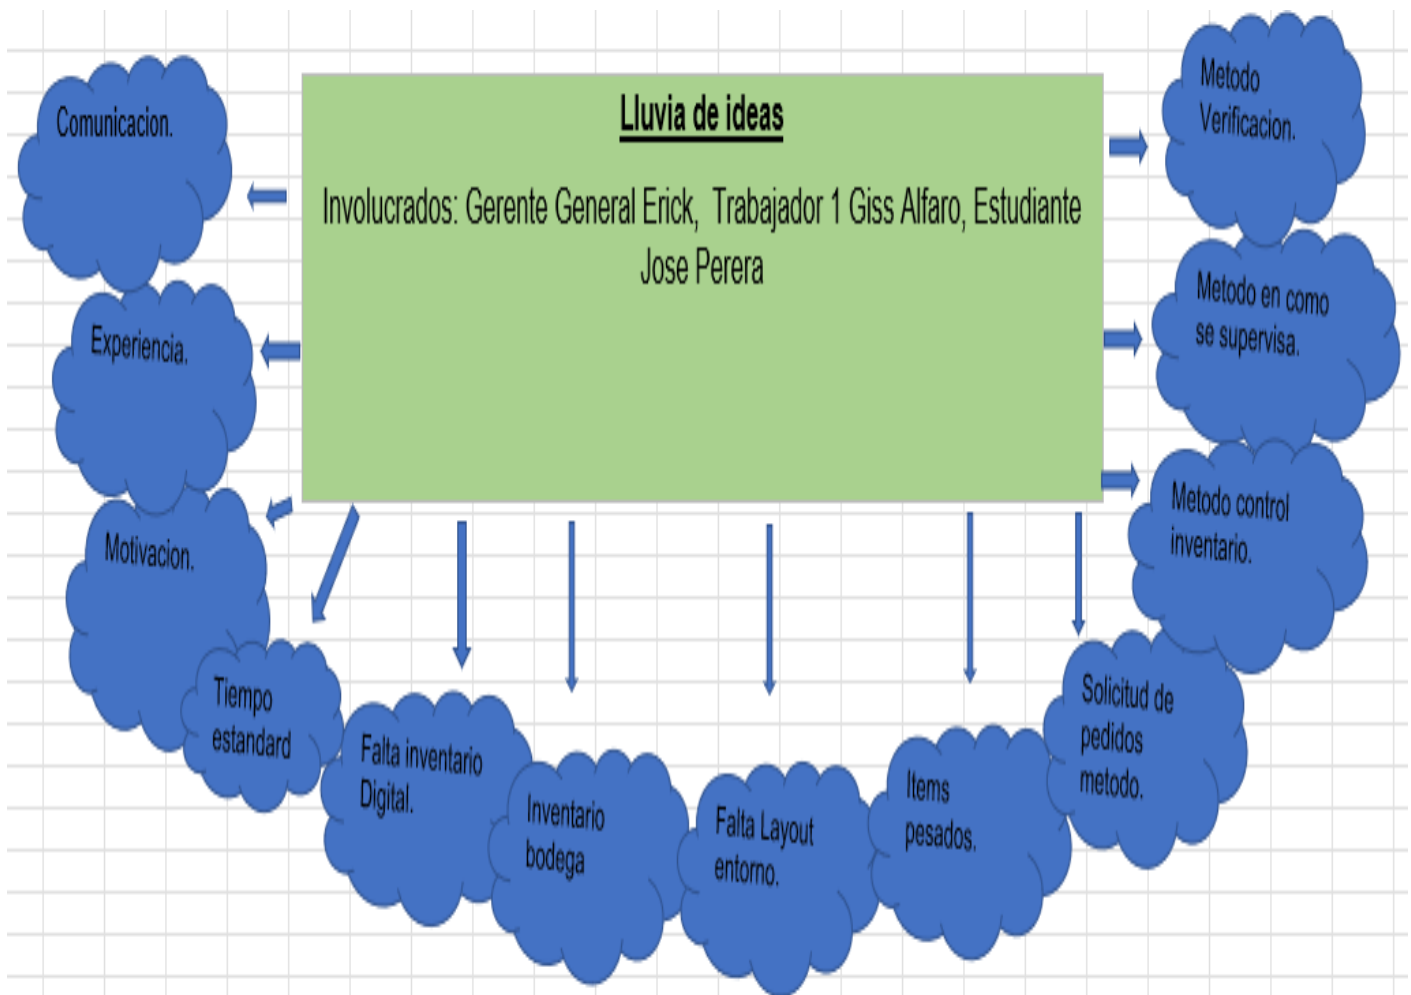 Lluvia de ideas
Involucrados: Gerente General Erick, Trabajador 1 Giss Alfaro, Estudiante
Jose Perera
Comunicacion.
Experiencia.
Motivacion.
Tiempo
estandard
Falta inventario
Digital.
Inventario
bodega
Falta Layout
entorno.
Items
pesados.
Solicitud de
pedidos
metodo.
Metodo control
inventario.
Metodo en como
se supervisa.
Metodo
Verificacion.